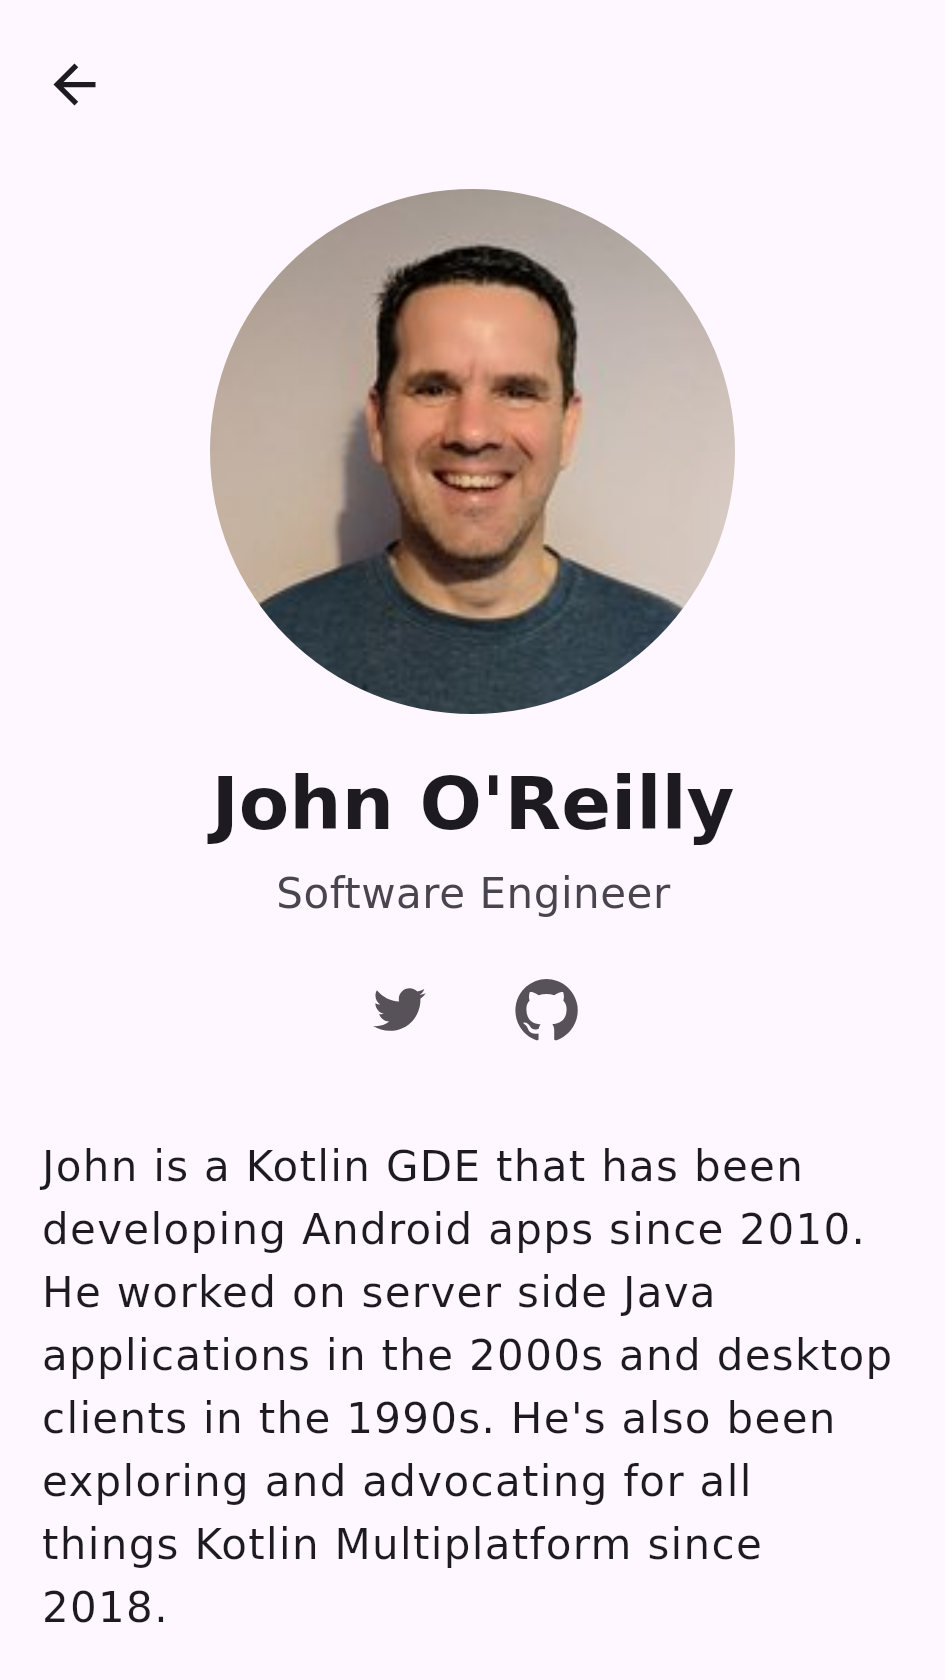 John O'Reilly
Software Engineer
John is a Kotlin GDE that has been
developing Android apps since 2010.
He worked on server side Java
applications in the 2000s and desktop
clients in the 1990s. He's also been
exploring and advocating for all
things Kotlin Multiplatform since
2018.